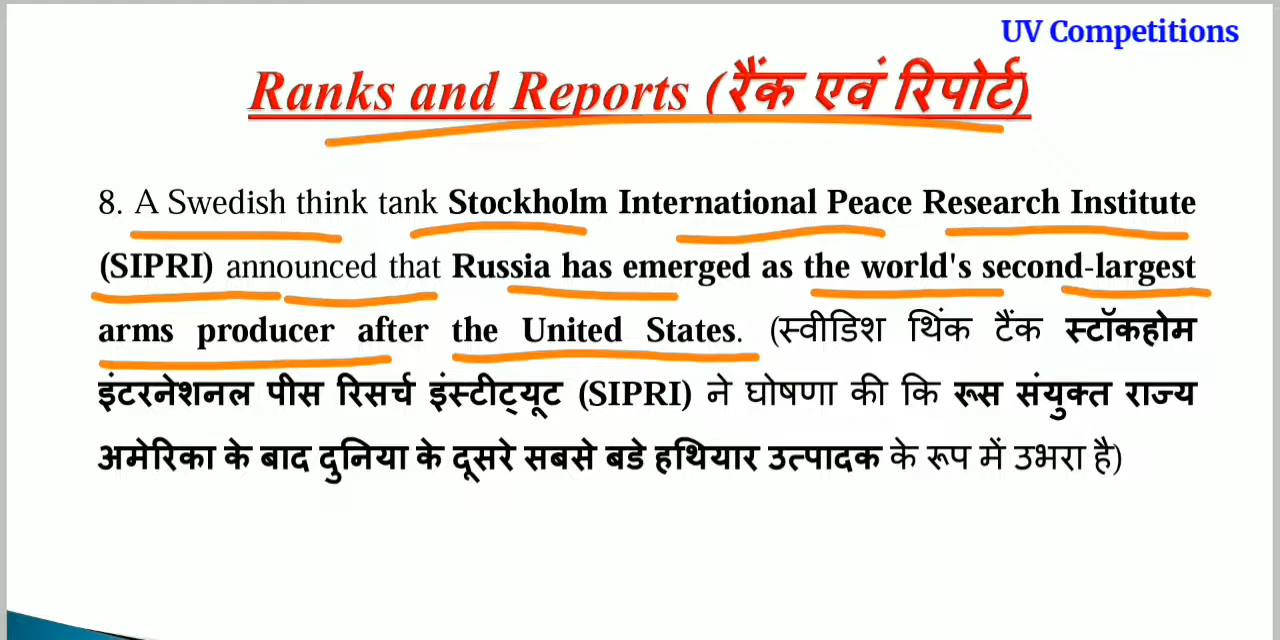 UV Competitions
Ranks and Reports (रैंक एवं रिपोर्ट)
8. A Swedish think tank Stockholm International Peace Research Institute
(SIPRI) announced that Russia has emerged as the world's second-largest
arms producer after the United States. (स्वीडिश थिंक टैंक स्टॉकहोम
इंटरनेशनल पीस रिसर्च इंस्टीट्यूट (SIPRI) ने घोषणा की कि रूस संयुक्त राज्य
अमेरिका के बाद दुनिया के दूसरे सबसे बडे हथियार उत्पादक के रूप में उभरा है)